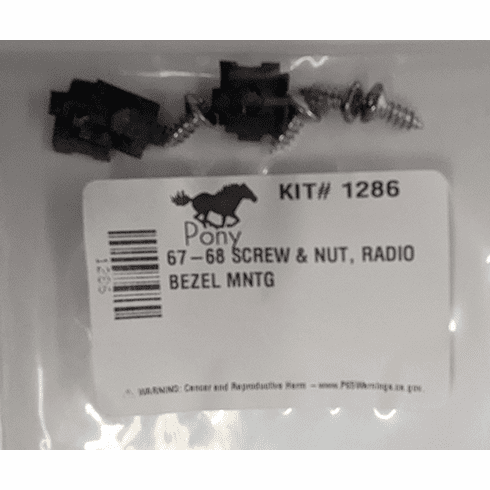 KIT# 1286
Pony
67-68 SCREW & NUT, RADIO
BEZEL MNTG
1286
WARNING: Cancer and Reproductive Harm - www.P65Warnings.ca.gov.